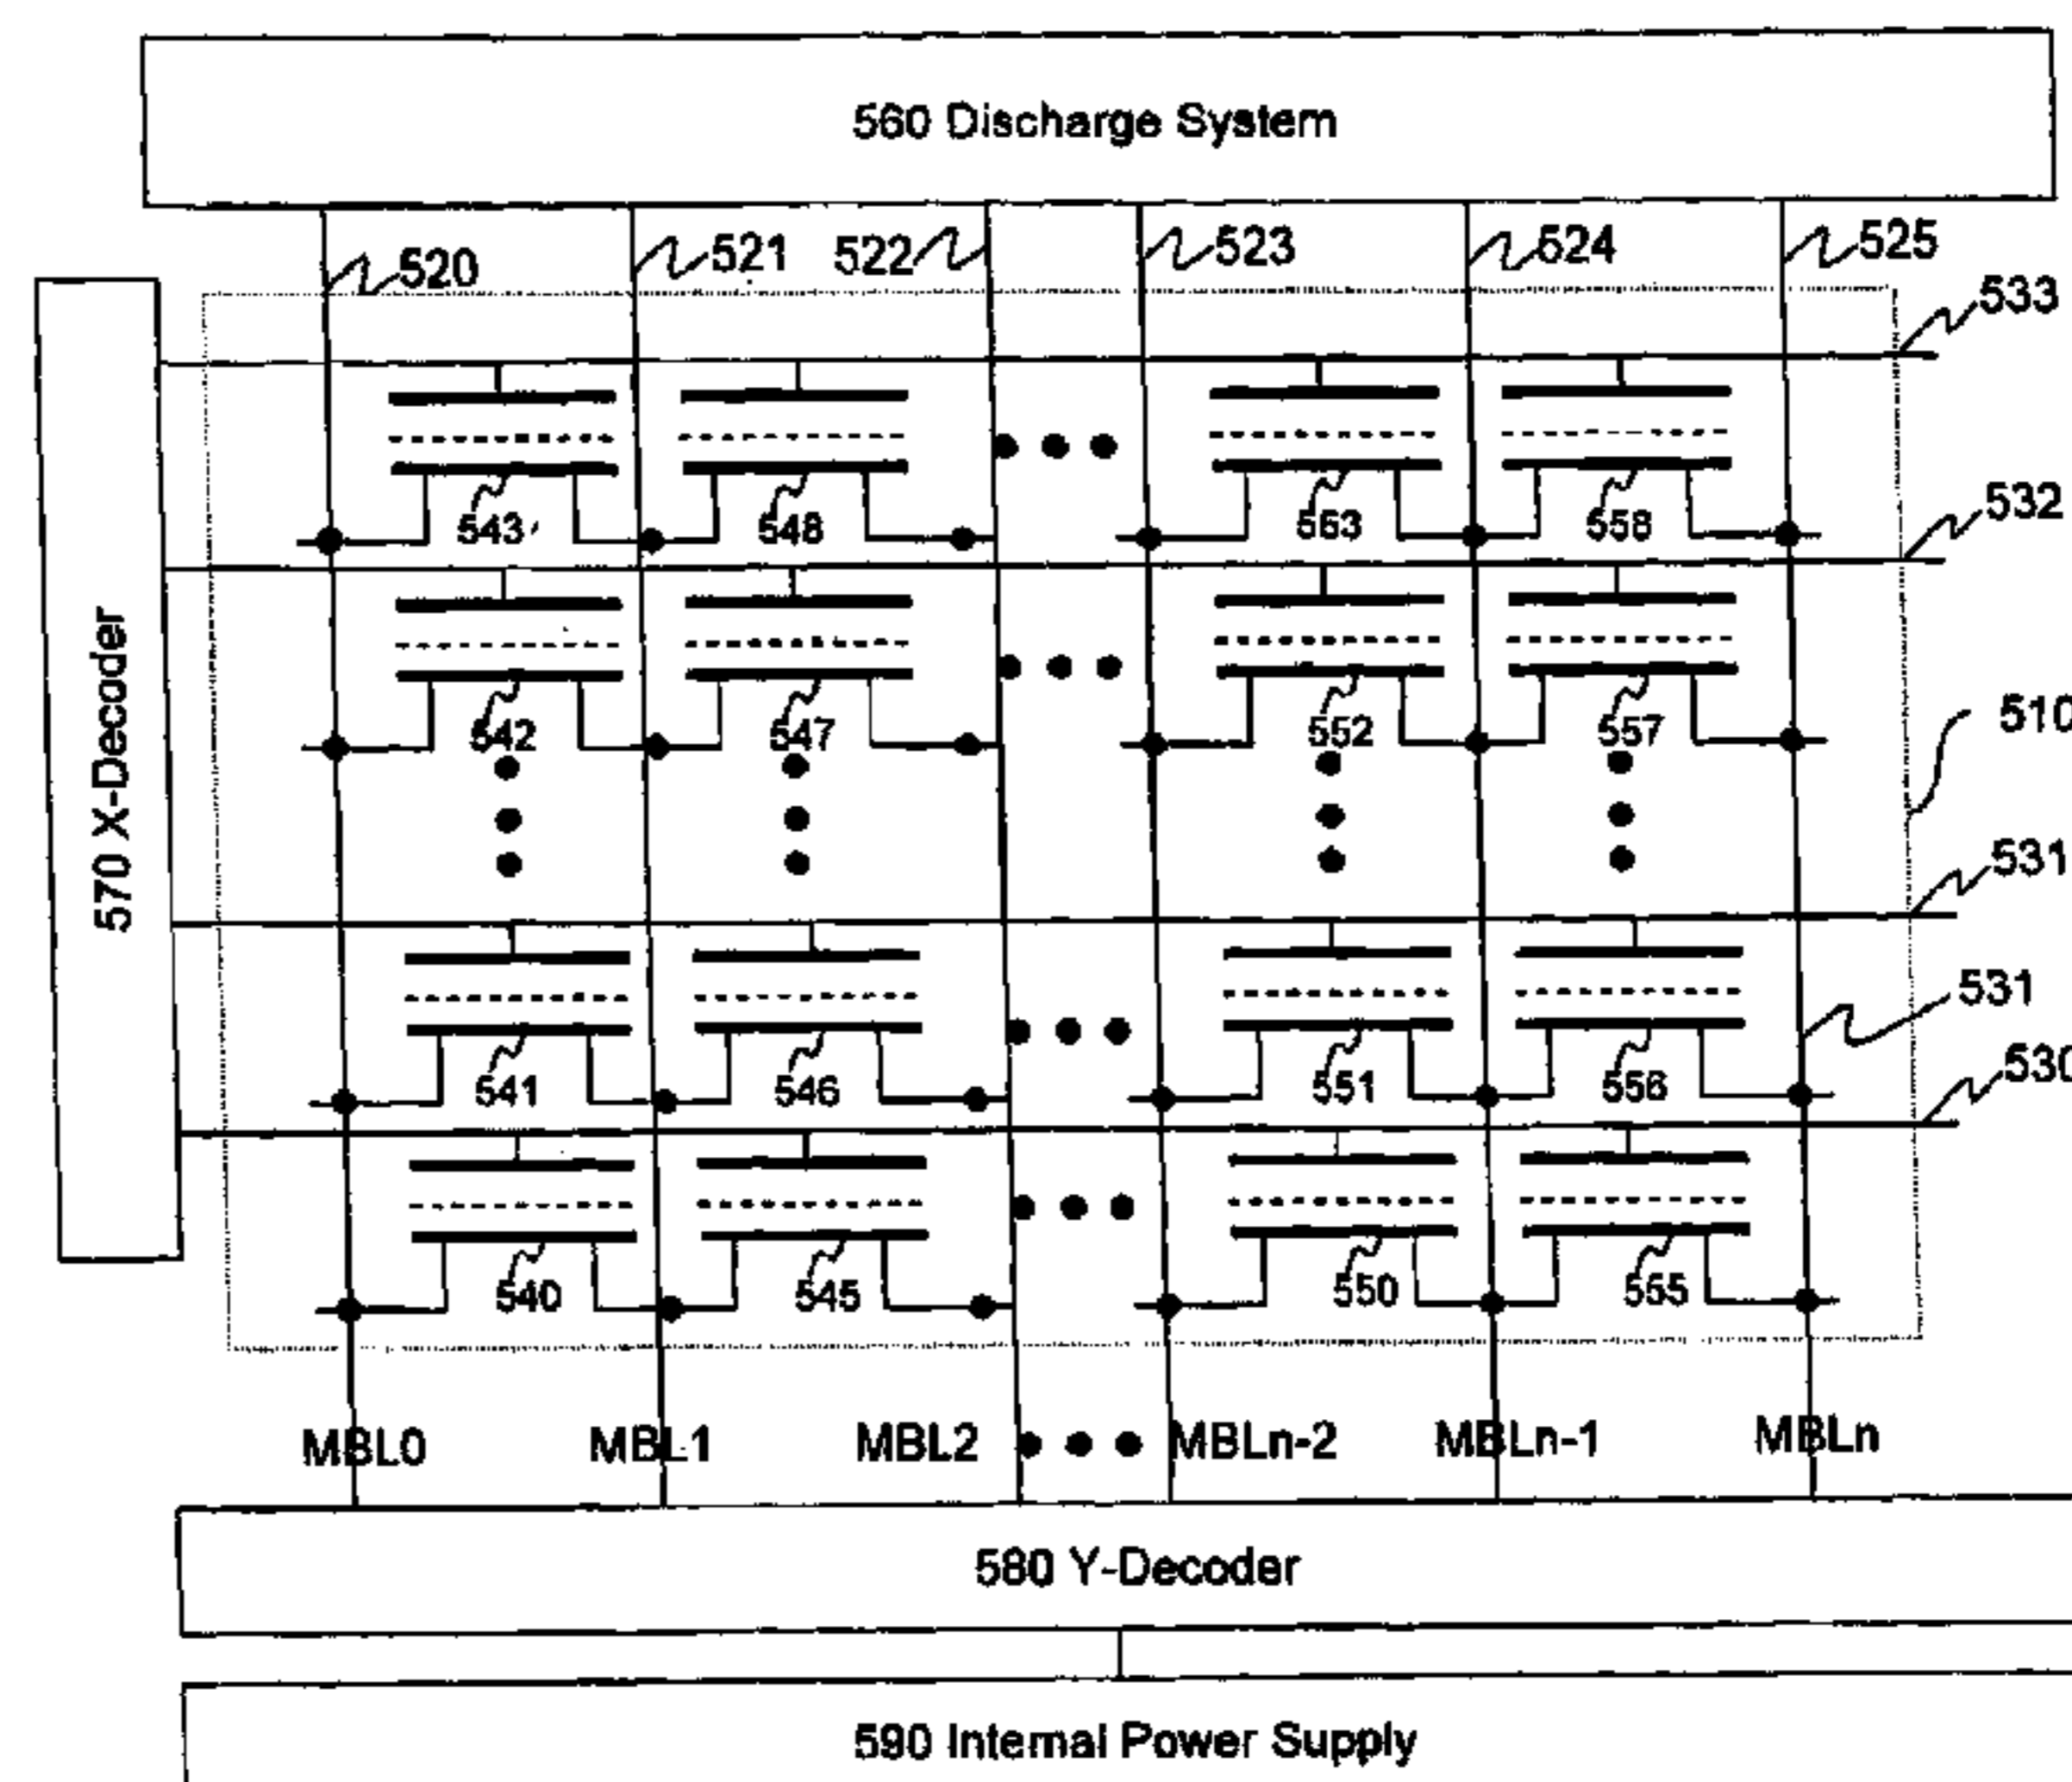 560 Discharge System
520
521
522
523
524
525
533
543
548
563
558
532
570 X-Decoder
542
547
552
557
510
531
541
546
551
556
531
530
540
545
550
555
MBL0
MBL1
MBL2
MBLn-2
MBLn-1
MBLn
580 Y-Decoder
590 Internal Power Supply